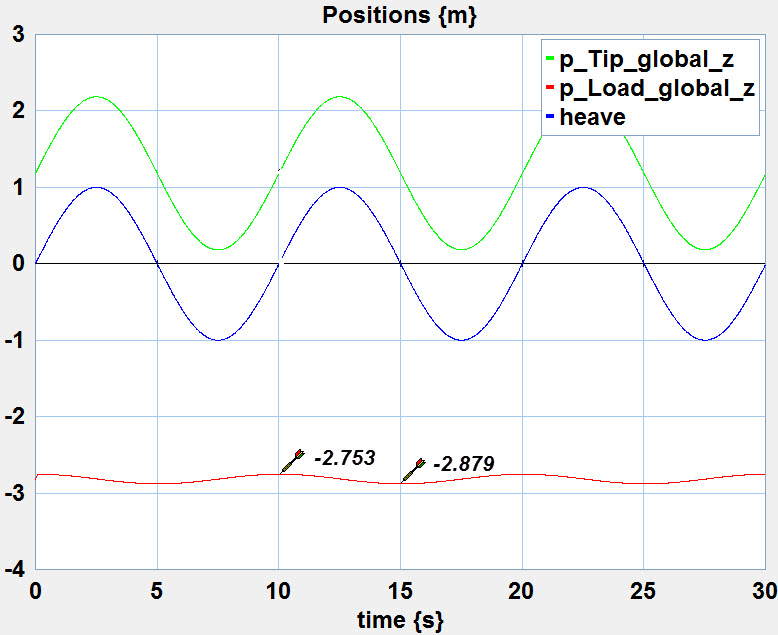 Positions {m}
3
p_Tip_global_z
p_Load_global_z
heave
2
1
0
-1
-2
-2.753
-2.879
-3
-4
0 5 10 15 20 25 30
time {s}